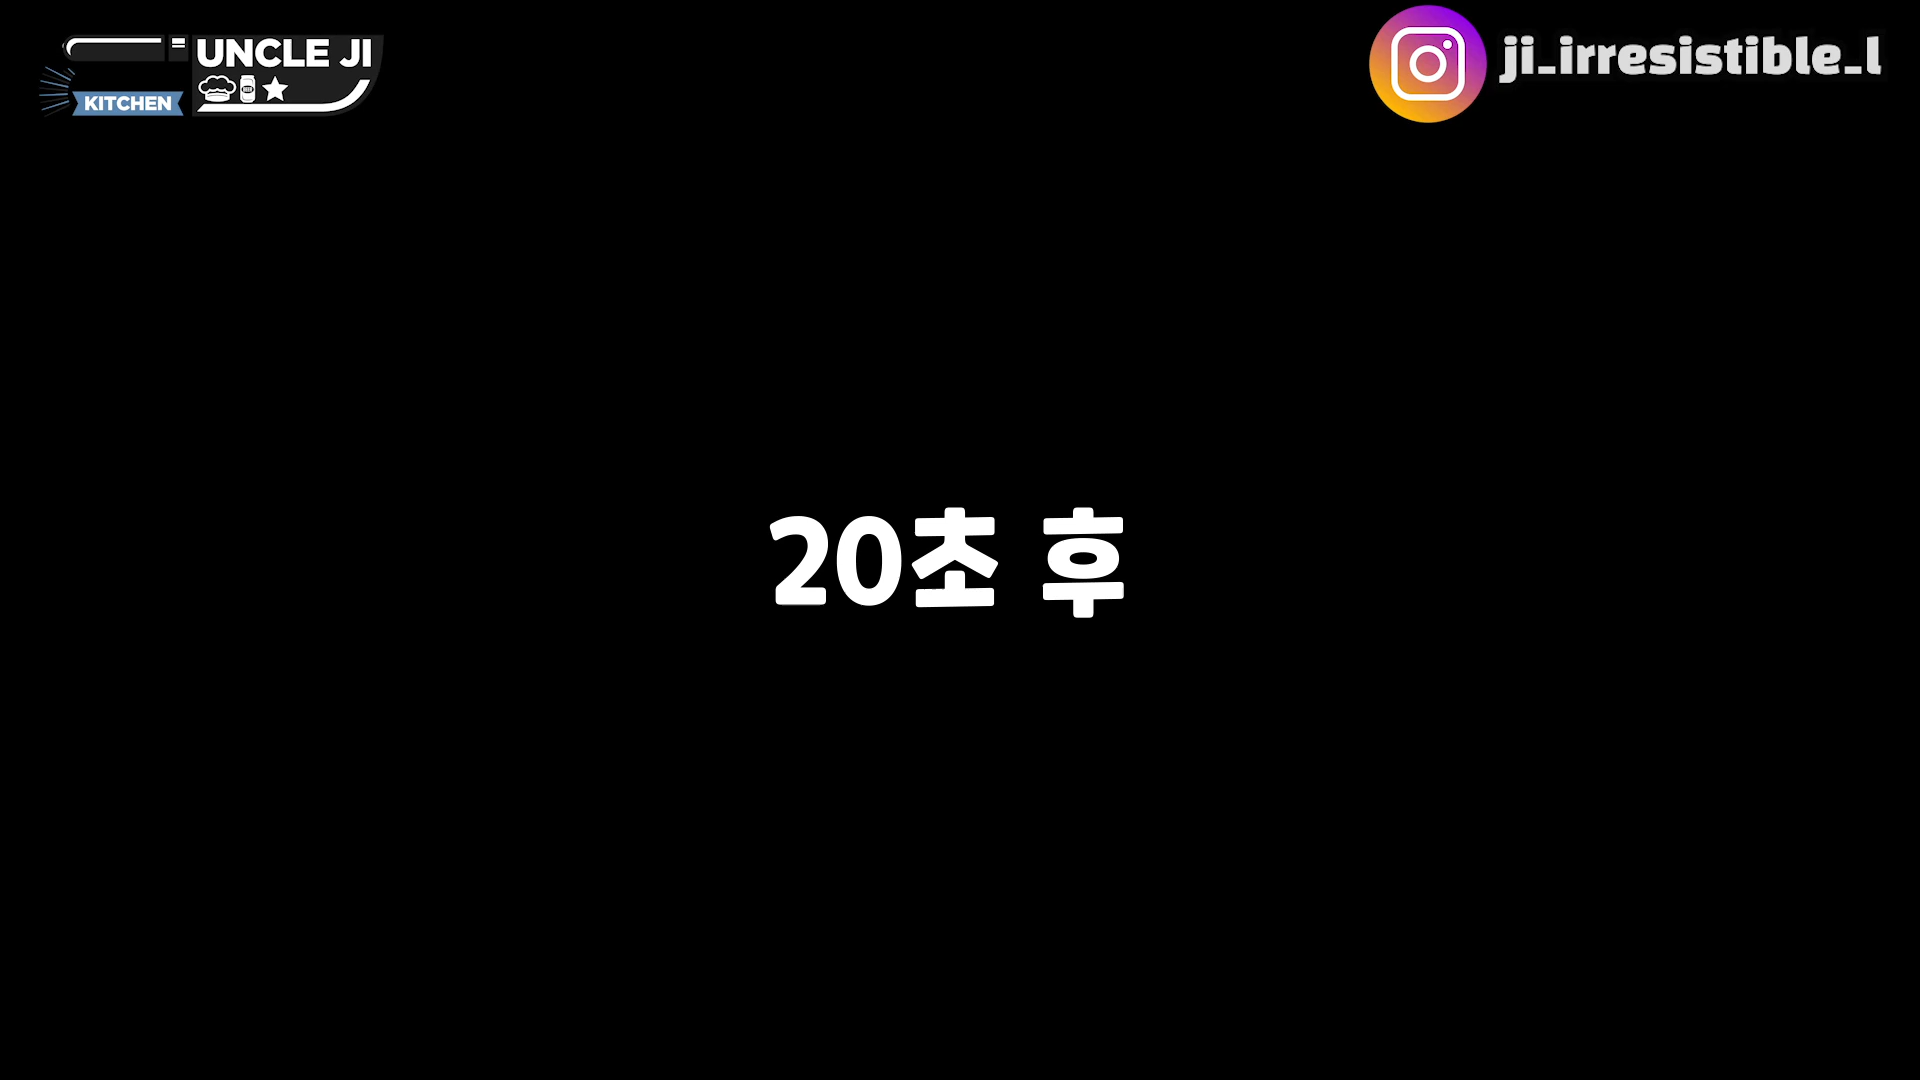 UNCLE JI
KITCHEN
ji_irresistible_l
20초 후